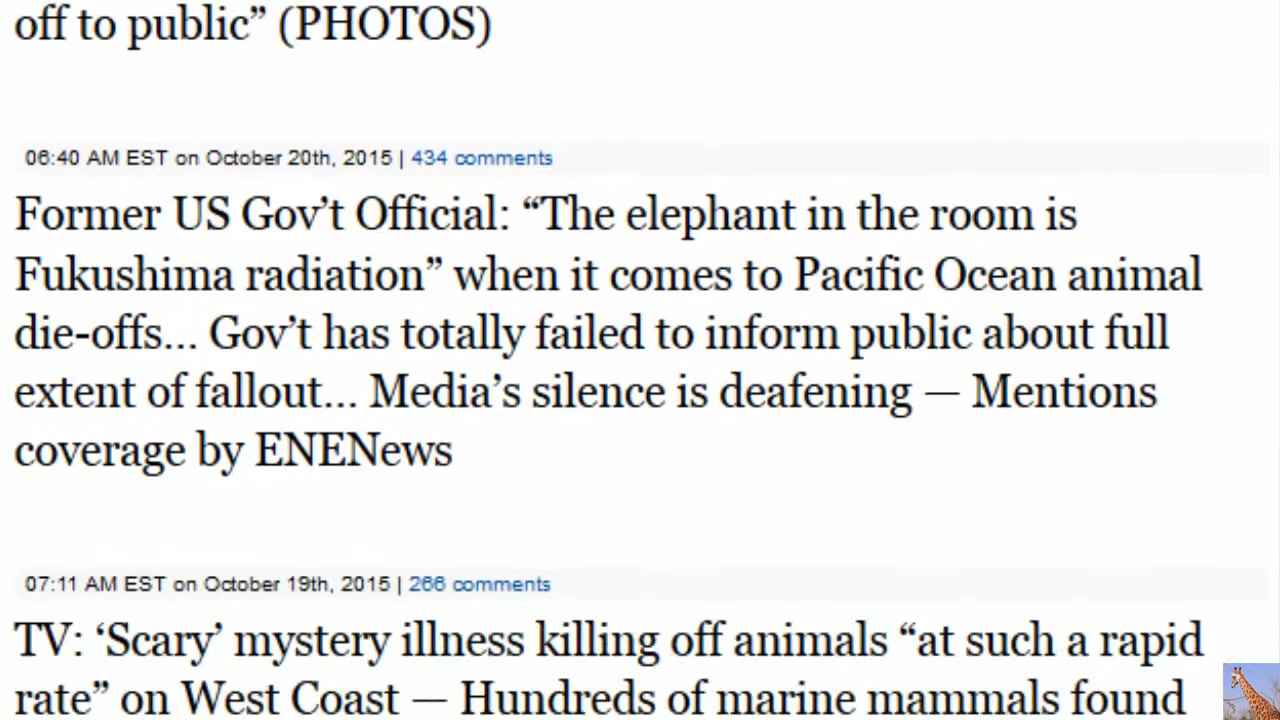 off to public” (PHOTOS)
06:40 AM EST on October 20th, 2015 | 434 comments
Former US Gov’t Official: “The elephant in the room is
Fukushima radiation” when it comes to Pacific Ocean animal
die-offs... Gov’t has totally failed to inform public about full
extent of fallout... Media’s silence is deafening — Mentions
coverage by ENENews
07:11 AM EST on October 19th, 2015 | 266 comments
TV: ‘Scary’ mystery illness killing off animals “at such a rapid
rate” on West Coast — Hundreds of marine mammals found